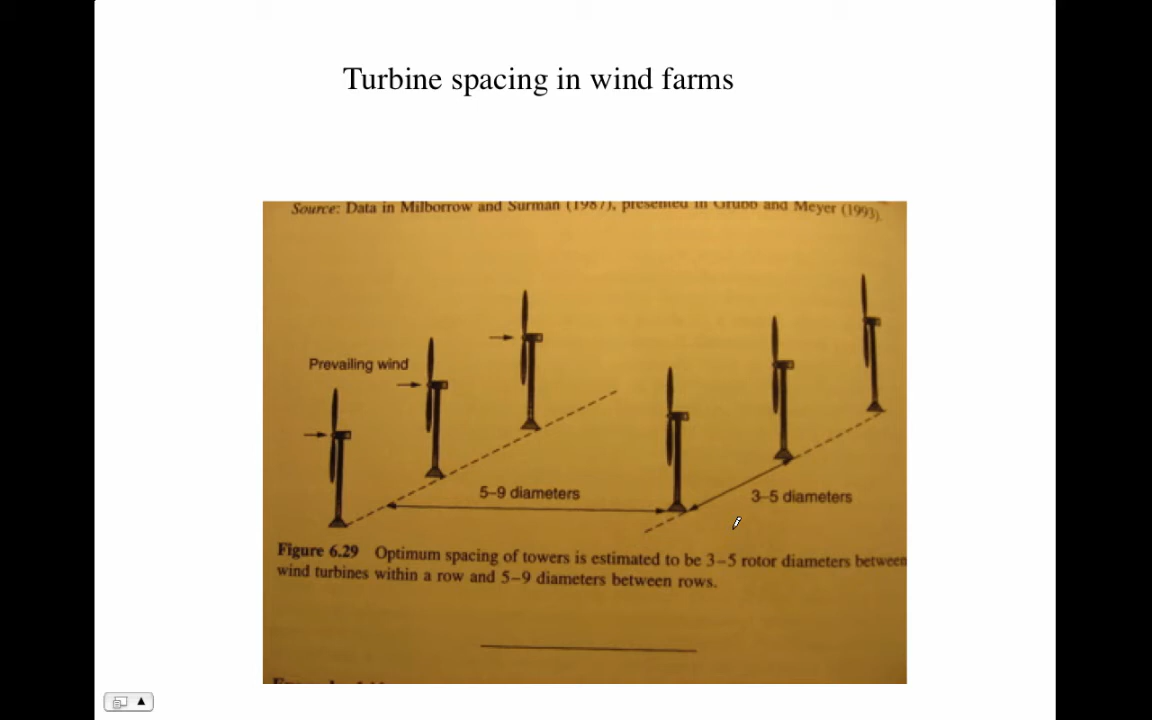 Turbine spacing in wind farms
Source: Data in Milborrow and Surman (1987), presented in Grubb and Meyer (1993).
Prevailing wind
5–9 diameters
3–5 diameters
Figure 6.29 Optimum spacing of towers is estimated to be 3–5 rotor diameters between
wind turbines within a row and 5–9 diameters between rows.